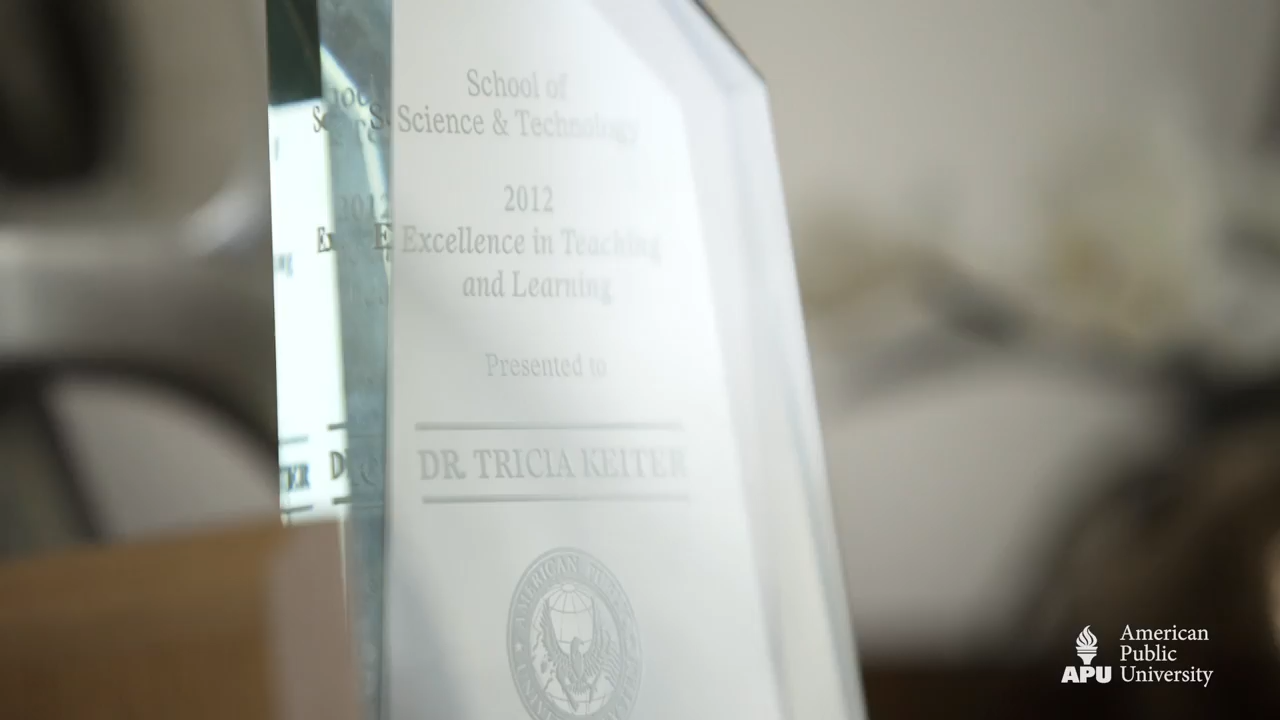 School of
Science & Technology
2012
Excellence in Teaching
and Learning
Presented to
DR. TRICIA KEITER
AMERICAN
American
Public
APU University